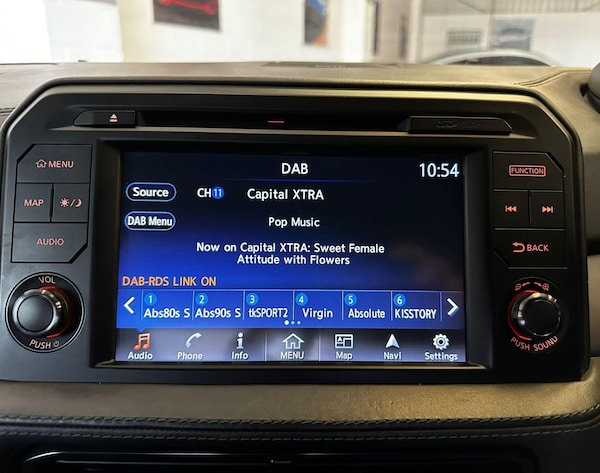 MENU
MAP
AUDIO
VOL
PUSH
DAB
10:54
Source
CH 11
Capital XTRA
DAB Menu
Pop Music
Now on Capital XTRA: Sweet Female
Attitude with Flowers
DAB-RDS LINK ON
1
Abs80s S
2
Abs90s S
3
tkSPORT2
4
Virgin
5
Absolute
6
KISSTORY
Audio
Phone
Info
MENU
Map
Navi
Settings
FUNCTION
BACK
PUSH SOUND